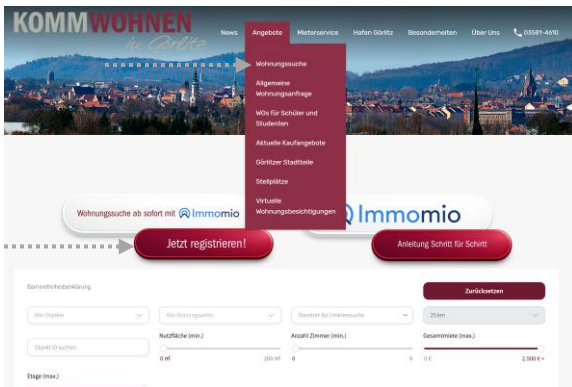 KOMMWOHNEN
in Görlitz
News Angebote Mieterservice Hafen Görlitz Besonderheiten Über Uns 03581-4610
Wohnungssuche
Allgemeine
Wohnungsanfrage
WGs für Schüler und
Studenten
Aktuelle Kaufangebote
Görlitzer Stadtteile
Stellplätze
Virtuelle
Wohnungsbesichtigungen
Wohnungssuche ab sofort mit Immomio
Immomio
Jetzt registrieren!
Anleitung Schritt für Schirtt
Barrierefreiheitserklärung
Zurücksetzen
Alle Objekte
Alle Nutzungsarten
Standort für Umkreissuche
25 km
Objekt ID suchen
Nutzfläche (min.)
Anzahl Zimmer (min.)
Gesamtmiete (max.)
0 m² 200 m²
0 6
0 € 2.500 € +
Etage (max.)